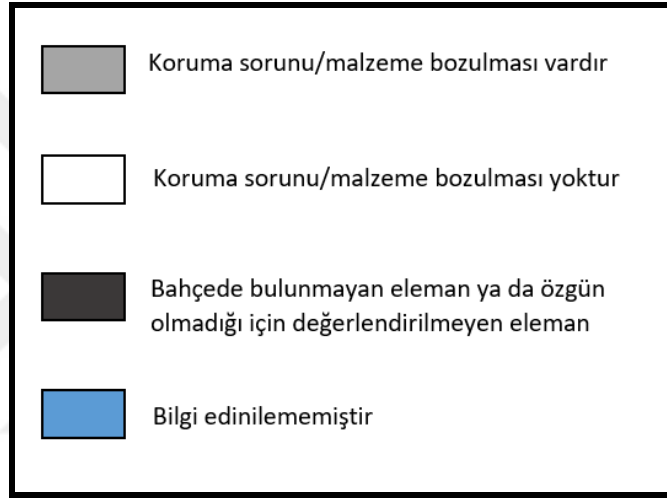 Koruma sorunu/malzeme bozulması vardır
Koruma sorunu/malzeme bozulması yoktur
Bahçede bulunmayan eleman ya da özgün
olmadığı için değerlendirilmeyen eleman
Bilgi edinilememiştir